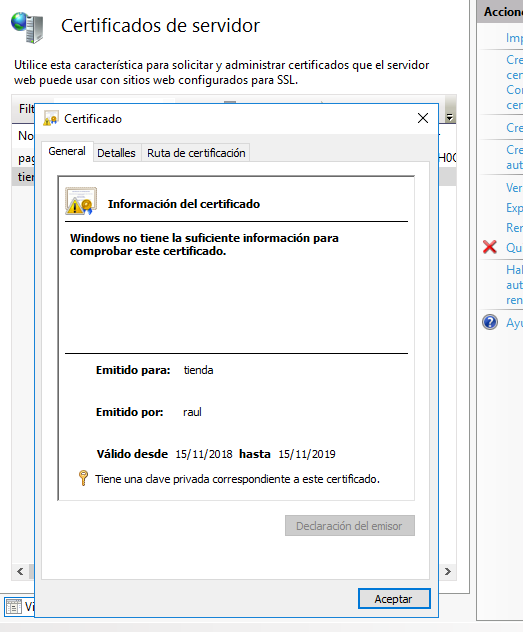 Certificados de servidor
Utilice esta característica para solicitar y administrar certificados que el servidor
web puede usar con sitios web configurados para SSL.
Filt
No
pag
tien
Certificado
General
Detalles
Ruta de certificación
Información del certificado
Windows no tiene la suficiente información para
comprobar este certificado.
Emitido para: tienda
Emitido por: raul
Válido desde 15/11/2018 hasta 15/11/2019
Tiene una clave privada correspondiente a este certificado.
Declaración del emisor
Aceptar
Vi
Accione
Imp
Cre
cer
Cor
cer
Cre
Cre
aut
Ver
Exp
Ren
Qu
Hal
aut
ren
Ayu